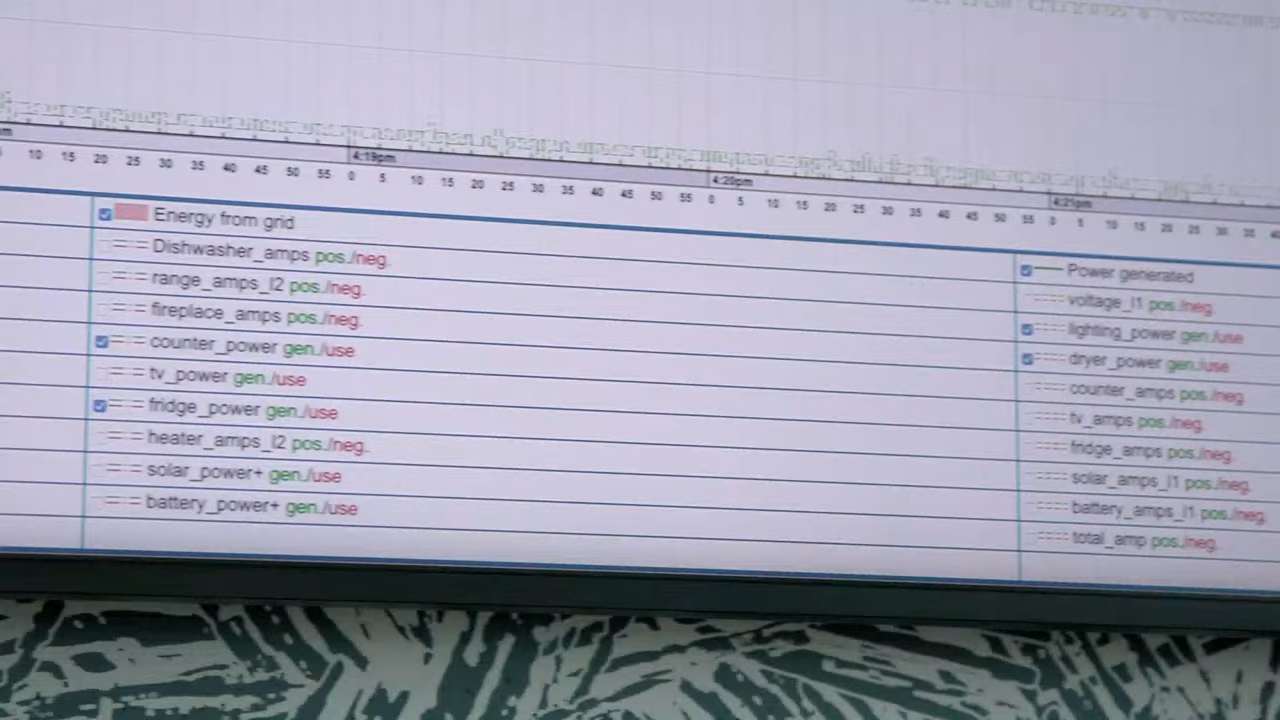 4:19pm 4:20pm 4:21pm
10 15 20 25 30 35 40 45 50 55 0 5 10 15 20 25 30 35 40 45 50 55 0 5 10 15 20 25 30 35 40 45 50 55 0 5 10 15 20 25 30 35
Energy from grid
Dishwasher_amps pos./neg.
range_amps_l2 pos./neg.
fireplace_amps pos./neg.
counter_power gen./use
tv_power gen./use
fridge_power gen./use
heater_amps_l2 pos./neg.
solar_power+ gen./use
battery_power+ gen./use
Power generated
voltage_l1 pos./neg.
lighting_power gen./use
dryer_power gen./use
counter_amps pos./neg.
tv_amps pos./neg.
fridge_amps pos./neg.
solar_amps_l1 pos./neg.
battery_amps_l1 pos./neg.
total_amp pos./neg.